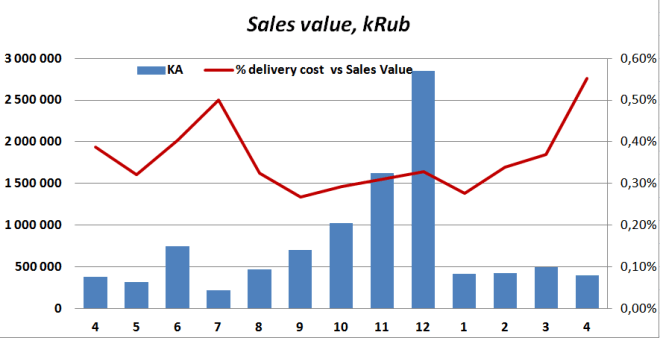 Sales value, kRub
KA
% delivery cost vs Sales Value
3 000 000
2 500 000
2 000 000
1 500 000
1 000 000
500 000
0
0,60%
0,50%
0,40%
0,30%
0,20%
0,10%
0,00%
4 5 6 7 8 9 10 11 12 1 2 3 4